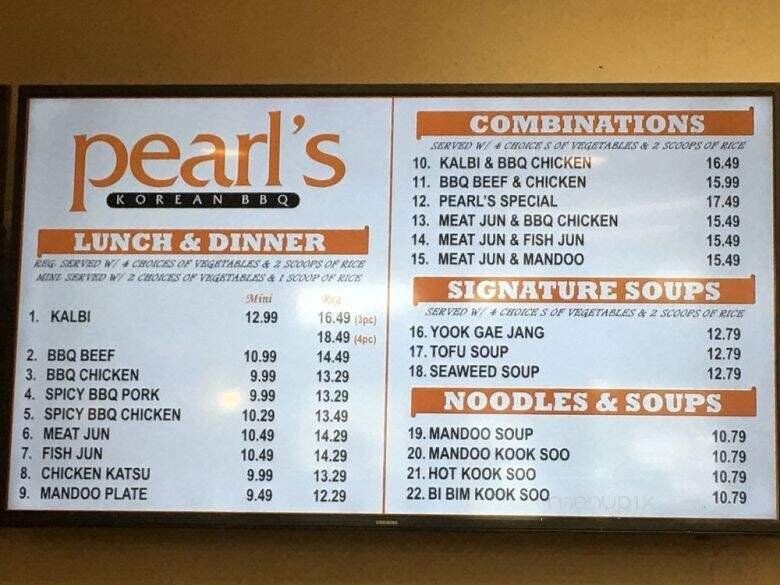 pearl's
KOREAN BBQ
LUNCH & DINNER
REG. SERVED W/ 4 CHOICES OF VEGETABLES & 2 SCOOPS OF RICE
MINI SERVED W/ 2 CHOICES OF VEGETABLES & 1 SCOOP OF RICE
Mini Reg
1. KALBI 12.99 16.49 (3pc)
18.49 (4pc)
2. BBQ BEEF 10.99 14.49
3. BBQ CHICKEN 9.99 13.29
4. SPICY BBQ PORK 9.99 13.29
5. SPICY BBQ CHICKEN 10.29 13.49
6. MEAT JUN 10.49 14.29
7. FISH JUN 10.49 14.29
8. CHICKEN KATSU 9.99 13.29
9. MANDOO PLATE 9.49 12.29
COMBINATIONS
SERVED W/ 4 CHOICE S OF VEGETABLES & 2 SCOOPS OF RICE
10. KALBI & BBQ CHICKEN 16.49
11. BBQ BEEF & CHICKEN 15.99
12. PEARL'S SPECIAL 17.49
13. MEAT JUN & BBQ CHICKEN 15.49
14. MEAT JUN & FISH JUN 15.49
15. MEAT JUN & MANDOO 15.49
SIGNATURE SOUPS
SERVED W/ 4 CHOICE S OF VEGETABLES & 2 SCOOPS OF RICE
16. YOOK GAE JANG 12.79
17. TOFU SOUP 12.79
18. SEAWEED SOUP 12.79
NOODLES & SOUPS
19. MANDOO SOUP 10.79
20. MANDOO KOOK SOO 10.79
21. HOT KOOK SOO 10.79
22. BI BIM KOOK SOO 10.79
menupix
SAMSUNG